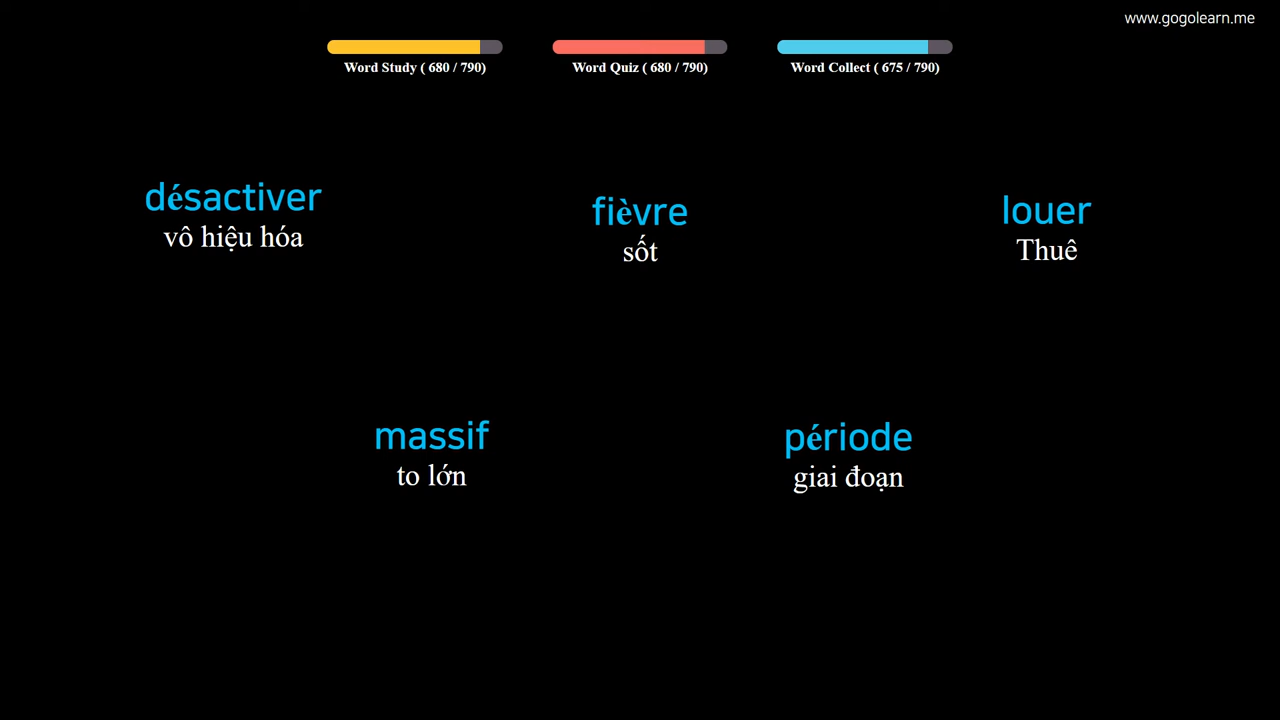 www.gogolearn.me
Word Study ( 680 / 790)
Word Quiz ( 680 / 790)
Word Collect ( 675 / 790)
désactiver
vô hiệu hóa
fièvre
sốt
louer
Thuê
massif
to lớn
période
giai đoạn